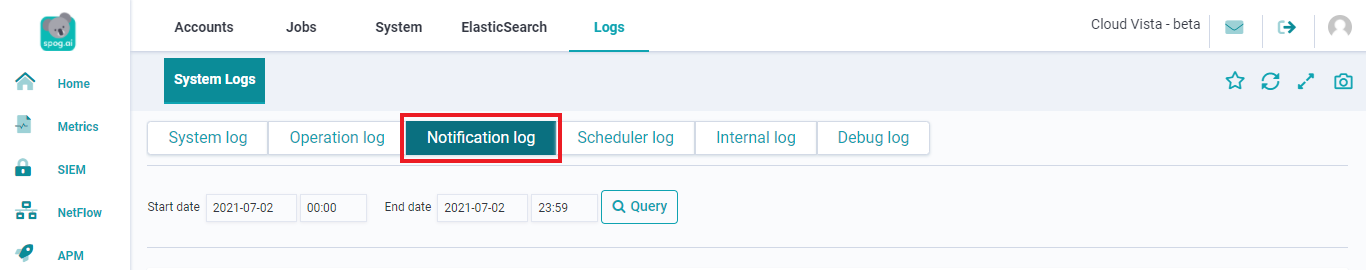 spog.ai
Accounts Jobs System ElasticSearch Logs Cloud Vista - beta
Home
System Logs
Metrics
System log Operation log Notification log Scheduler log Internal log Debug log
SIEM
NetFlow
Start date 2021-07-02 00:00 End date 2021-07-02 23:59 Query
APM